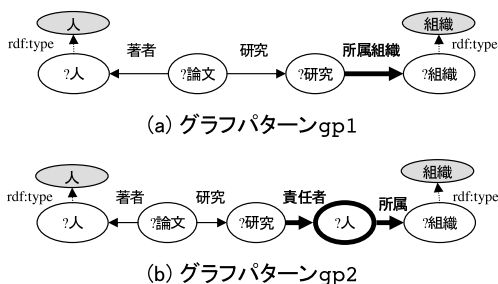 人 組織
rdf:type 著者 研究 所属組織 rdf:type
?人 ?論文 ?研究 ?組織
(a) グラフパターンgp1
人 組織
rdf:type 著者 研究 責任者 所属 rdf:type
?人 ?論文 ?研究 ?人 ?組織
(b) グラフパターンgp2